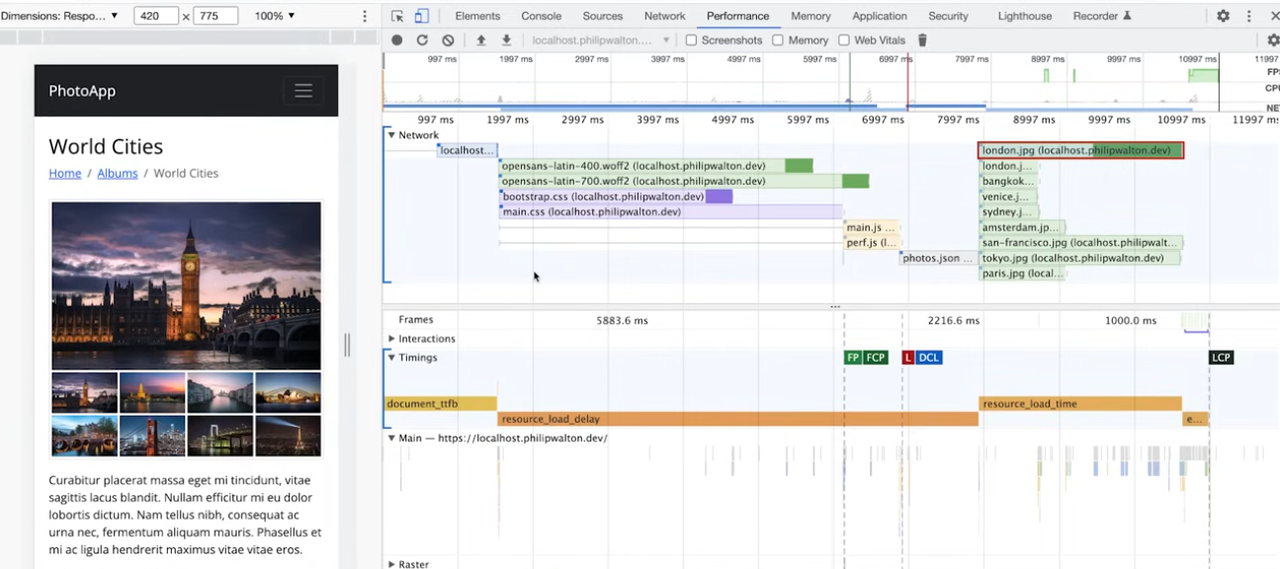 Dimensions: Respo... ▼ 420 × 775 100% ▼
Elements Console Sources Network Performance Memory Application Security Lighthouse Recorder
localhost.philipwalton.... ▼ Screenshots Memory Web Vitals
997 ms 1997 ms 2997 ms 3997 ms 4997 ms 5997 ms 6997 ms 7997 ms 8997 ms 9997 ms 10997 ms 11997
FPS
CPU
NET
997 ms 1997 ms 2997 ms 3997 ms 4997 ms 5997 ms 6997 ms 7997 ms 8997 ms 9997 ms 10997 ms 11997 ms
Network
localhost...
london.jpg (localhost.philipwalton.dev)
opensans-latin-400.woff2 (localhost.philipwalton.dev)
london.j...
opensans-latin-700.woff2 (localhost.philipwalton.dev)
bangkok...
bootstrap.css (localhost.philipwalton.dev)
venice.j...
main.css (localhost.philipwalton.dev)
sydney.j...
main.js ...
amsterdam.jp...
perf.js (l...
san-francisco.jpg (localhost.philipwalt...
photos.json ...
tokyo.jpg (localhost.philipwalton.dev)
paris.jpg (local...
...
Frames 5883.6 ms 2216.6 ms 1000.0 ms
Interactions
Timings FP FCP L DCL LCP
document_ttfb resource_load_time
resource_load_delay e...
Main — https://localhost.philipwalton.dev/
Raster
PhotoApp
World Cities
Home / Albums / World Cities
Curabitur placerat massa eget mi tincidunt, vitae
sagittis lacus blandit. Nullam efficitur mi eu dolor
lobortis dictum. Nam tellus nibh, consequat ac
urna nec, fermentum aliquam mauris. Phasellus et
mi ac ligula hendrerit maximus vitae vitae eros.